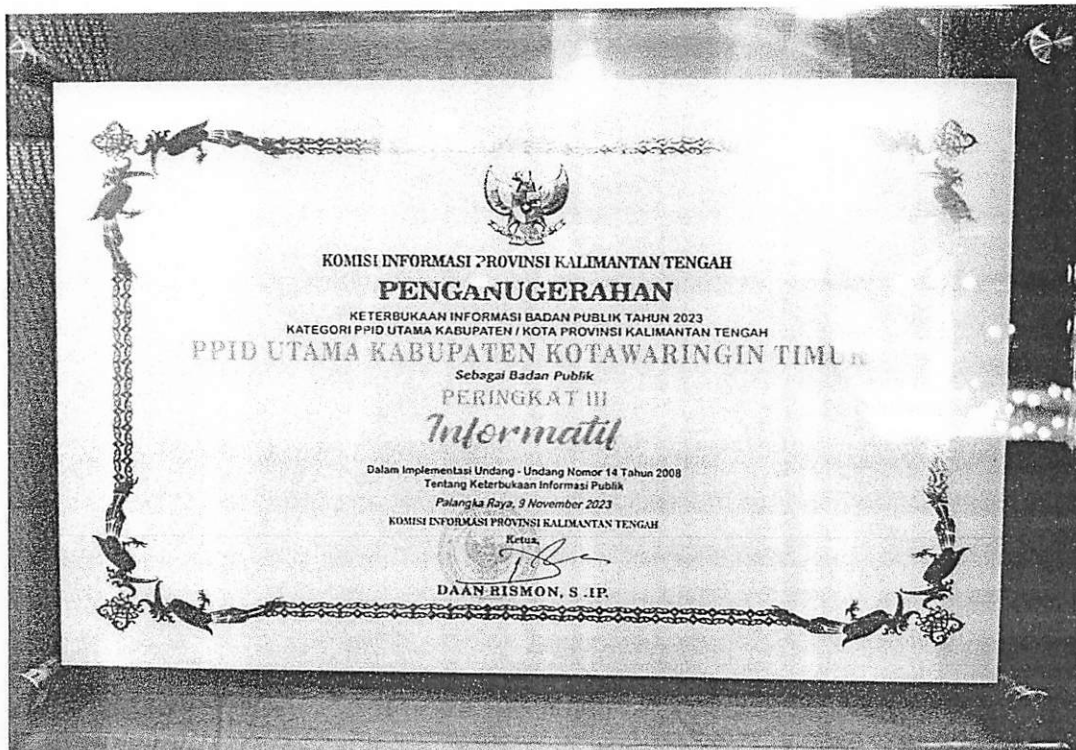 KOMISI INFORMASI PROVINSI KALIMANTAN TENGAH
PENGANUGERAHAN
KETERBUKAAN INFORMASI BADAN PUBLIK TAHUN 2023
KATEGORI PPID UTAMA KABUPATEN / KOTA PROVINSI KALIMANTAN TENGAH
PPID UTAMA KABUPATEN KOTAWARINGIN TIMUR
Sebagai Badan Publik
PERINGKAT III
Informatif
Dalam Implementasi Undang - Undang Nomor 14 Tahun 2008
Tentang Keterbukaan Informasi Publik
Palangka Raya, 9 November 2023
KOMISI INFORMASI PROVINSI KALIMANTAN TENGAH
Ketua,
DAAN RISMON, S .IP.